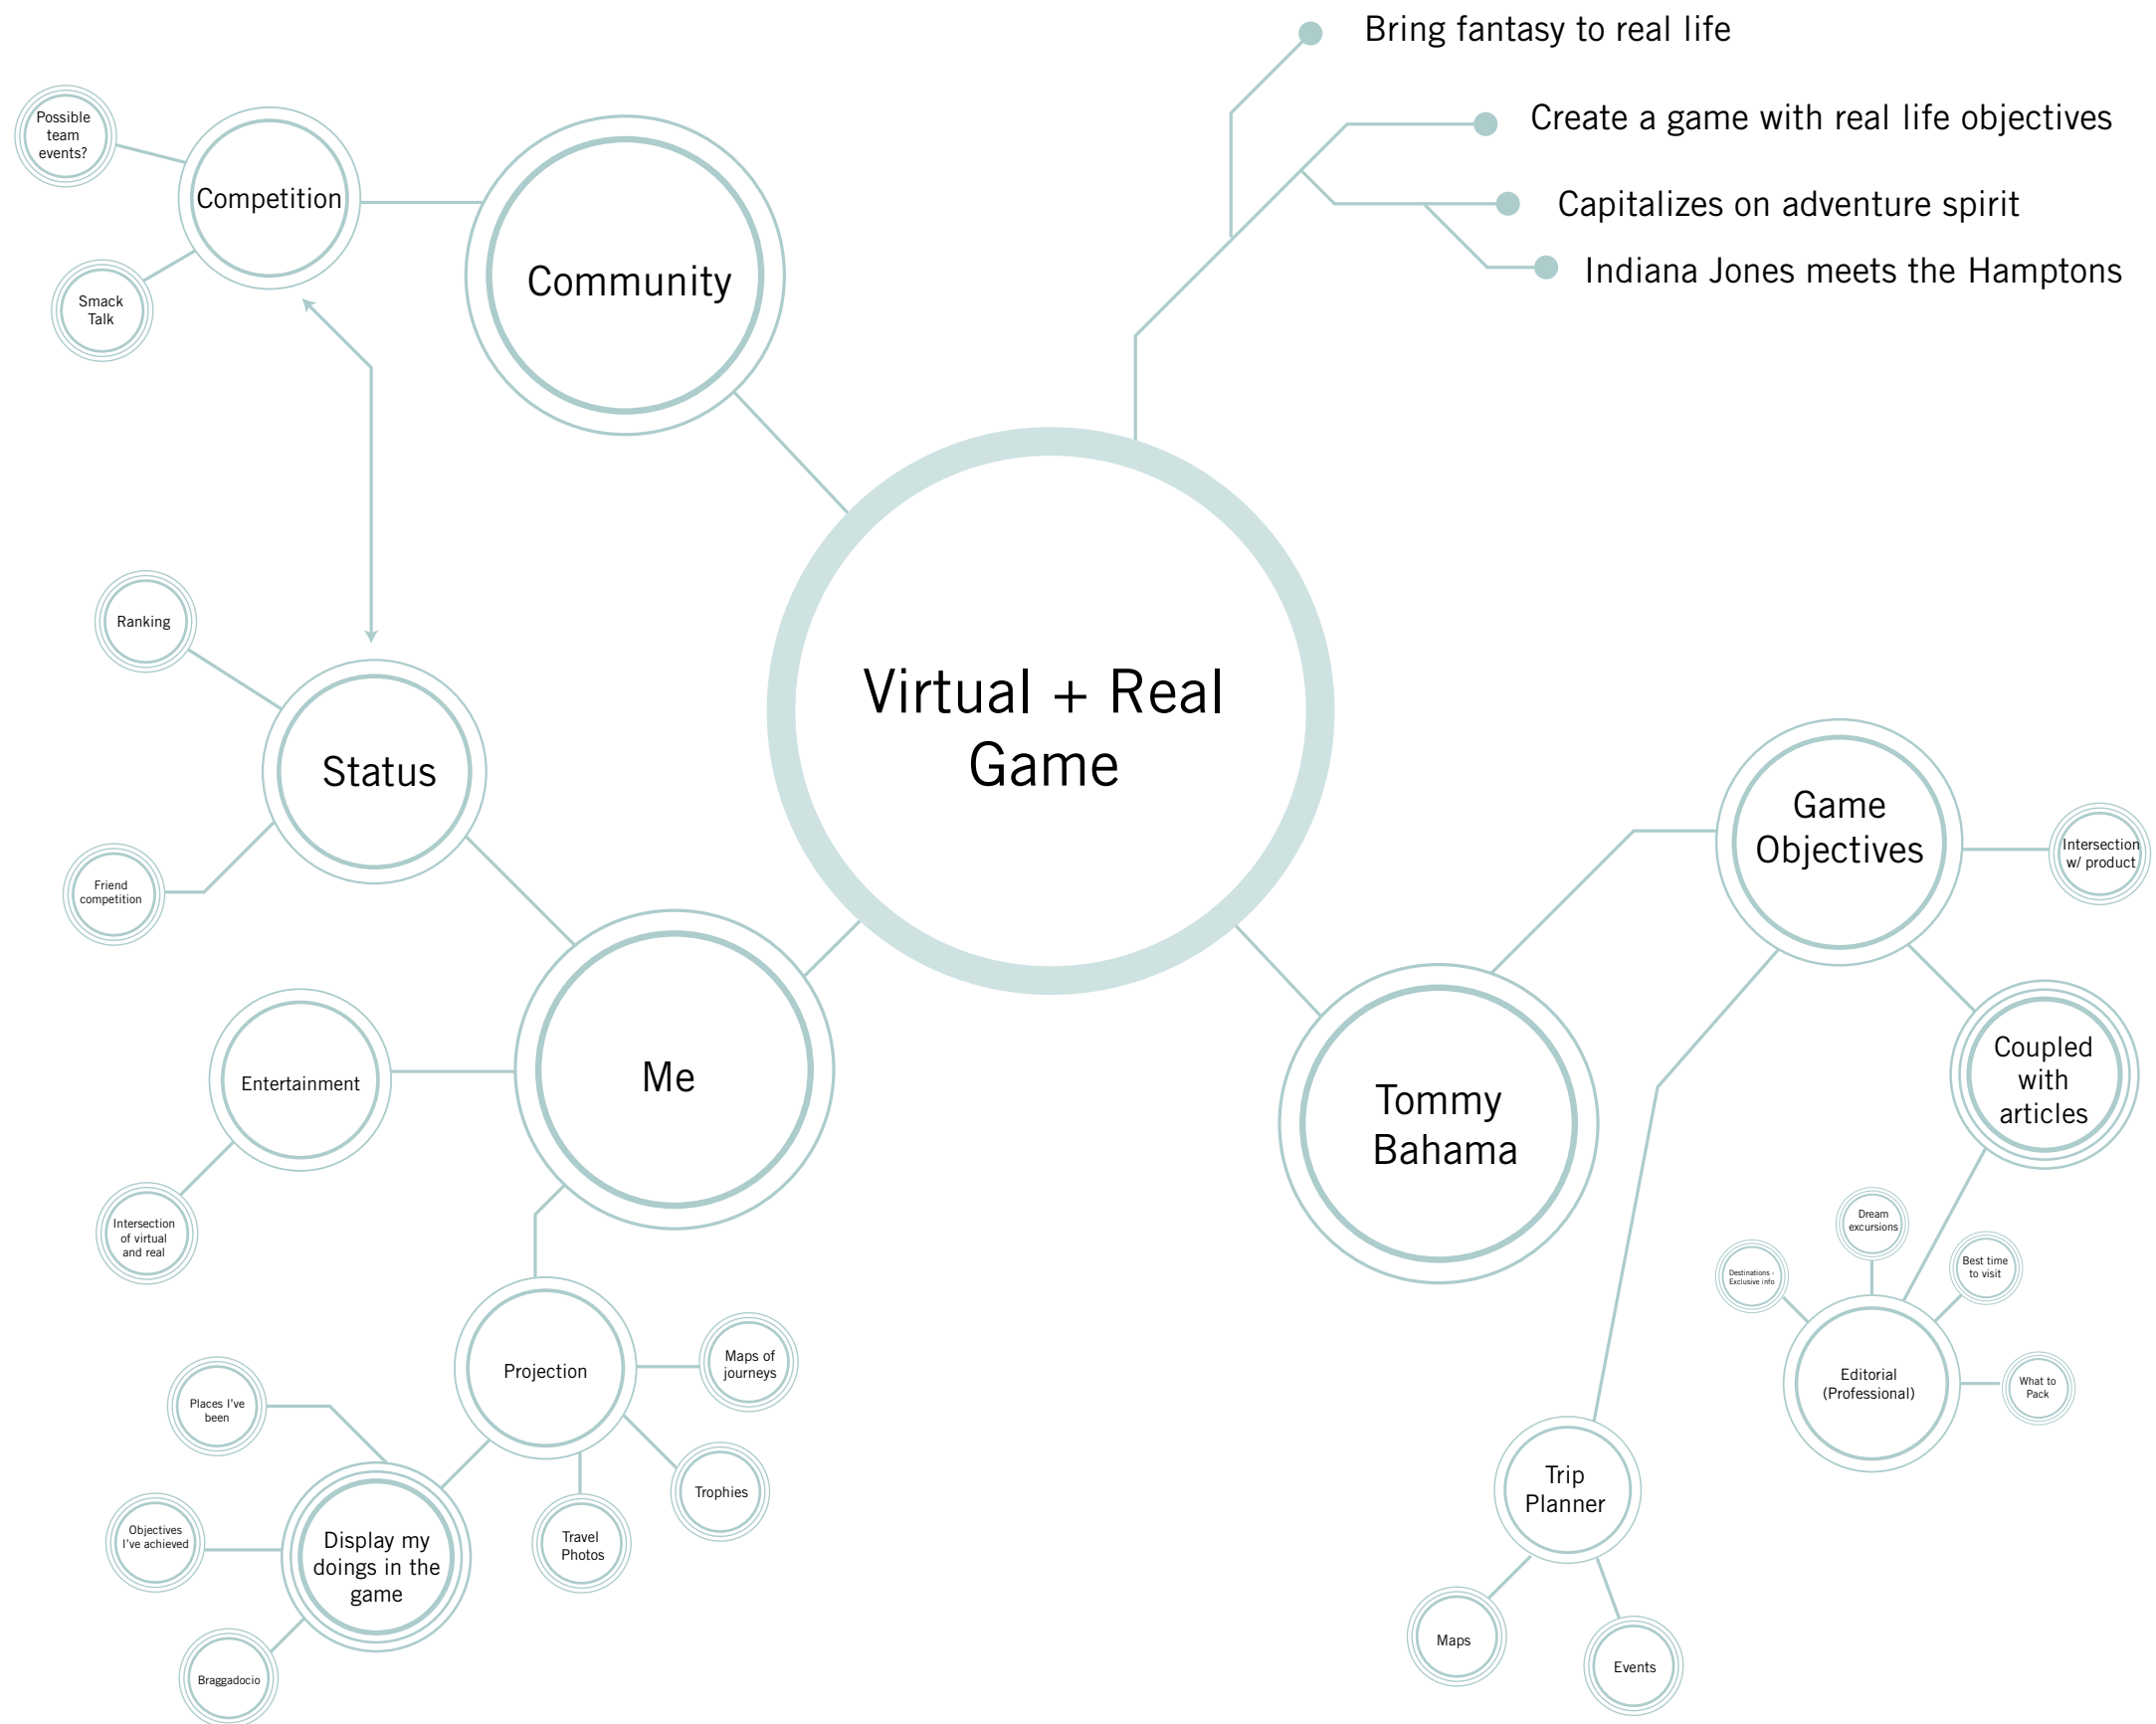 Bring fantasy to real life
Create a game with real life objectives
Capitalizes on adventure spirit
Indiana Jones meets the Hamptons
Possible
team
events?
Competition
Smack
Talk
Community
Virtual + Real
Game
Ranking
Status
Friend
competition
Me
Entertainment
Intersection
of virtual
and real
Projection
Maps of
journeys
Trophies
Travel
Photos
Places I've
been
Display my
doings in the
game
Objectives
I've achieved
Braggadocio
Tommy
Bahama
Game
Objectives
Intersection
w/ product
Coupled
with
articles
Dream
excursions
Destinations -
Exclusive info
Best time
to visit
Editorial
(Professional)
What to
Pack
Trip
Planner
Maps
Events